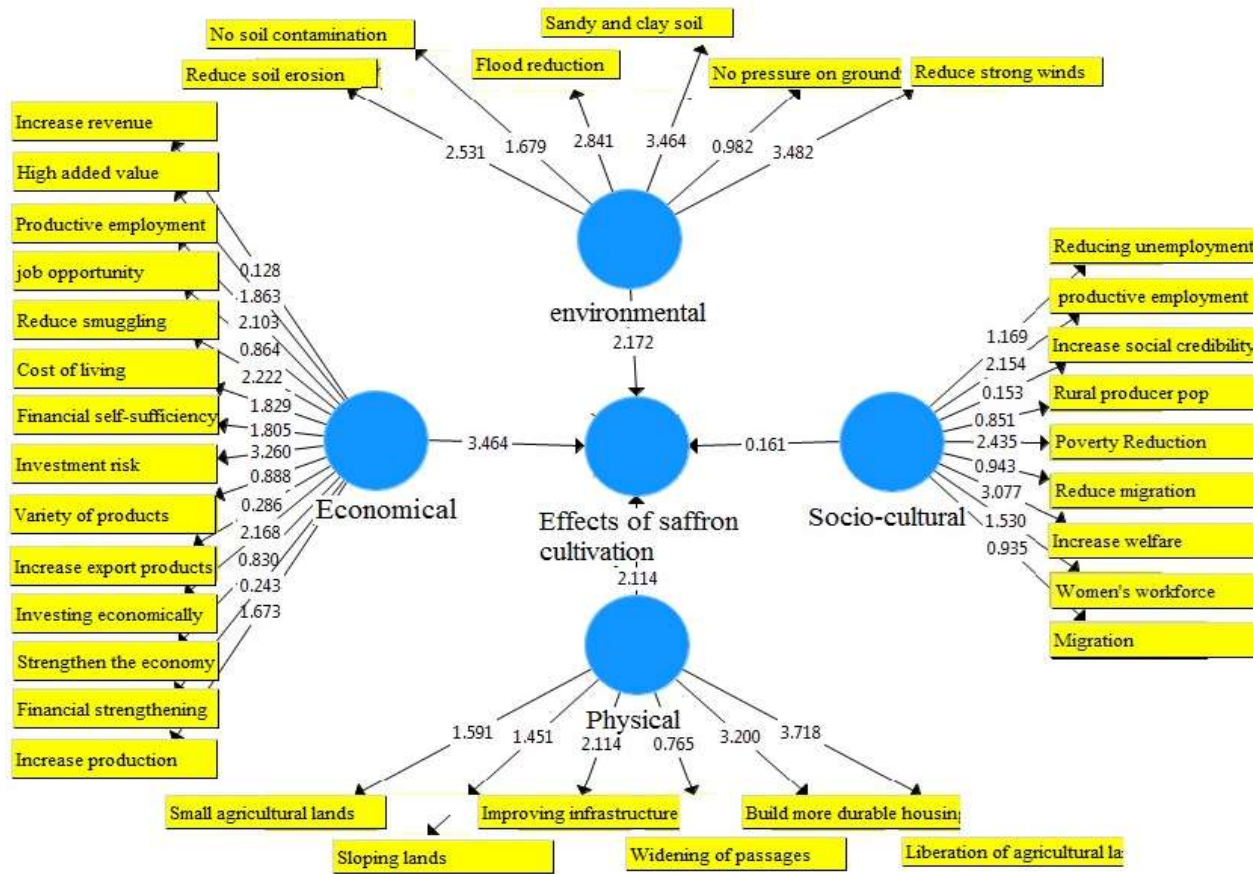 Sandy and clay soil
No soil contamination
Flood reduction
Reduce soil erosion
No pressure on ground
Reduce strong winds
2.531
1.679
2.841
3.464
0.982
3.482
environmental
2.172
Increase revenue
High added value
Productive employment
job opportunity
Reduce smuggling
Cost of living
Financial self-sufficiency
Investment risk
Variety of products
Increase export products
Investing economically
Strengthen the economy
Financial strengthening
Increase production
0.128
1.863
2.103
0.864
2.222
1.829
1.805
3.260
0.888
0.286
2.168
0.830
0.243
1.673
Economical
3.464
Effects of saffron
cultivation
0.161
Socio-cultural
1.169
2.154
0.153
0.851
2.435
0.943
3.077
1.530
0.935
Reducing unemployment
productive employment
Increase social credibility
Rural producer pop
Poverty Reduction
Reduce migration
Increase welfare
Women's workforce
Migration
2.114
Physical
1.591
1.451
2.114
0.765
3.200
3.718
Small agricultural lands
Improving infrastructure
Build more durable housing
Sloping lands
Widening of passages
Liberation of agricultural la